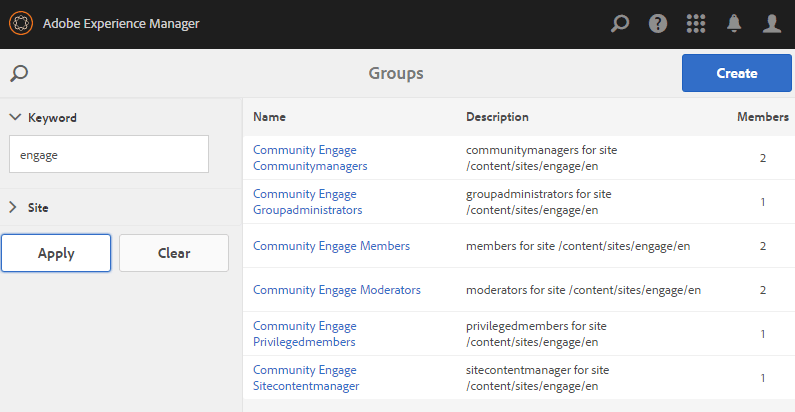 Adobe Experience Manager
Groups
Create
Keyword
engage
Site
Apply
Clear
Name Description Members
Community Engage
Communitymanagers
communitymanagers for site
/content/sites/engage/en
2
Community Engage
Groupadministrators
groupadministrators for site
/content/sites/engage/en
1
Community Engage Members
members for site /content/sites/engage/en
2
Community Engage Moderators
moderators for site /content/sites/engage/en
2
Community Engage
Privilegedmembers
privilegedmembers for site
/content/sites/engage/en
1
Community Engage
Sitecontentmanager
sitecontentmanager for site
/content/sites/engage/en
1